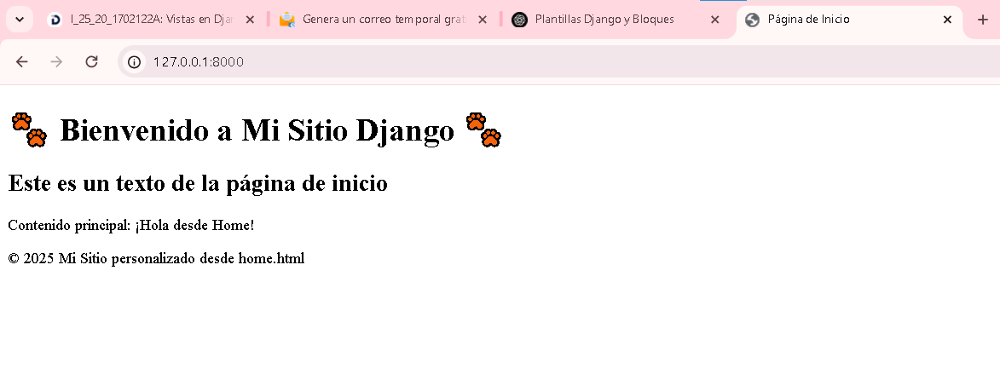 I_25_20_1702122A: Vistas en Djan
Genera un correo temporal grat
Plantillas Django y Bloques
Página de Inicio
127.0.0.1:8000
🐾 Bienvenido a Mi Sitio Django 🐾
Este es un texto de la página de inicio
Contenido principal: ¡Hola desde Home!
© 2025 Mi Sitio personalizado desde home.html